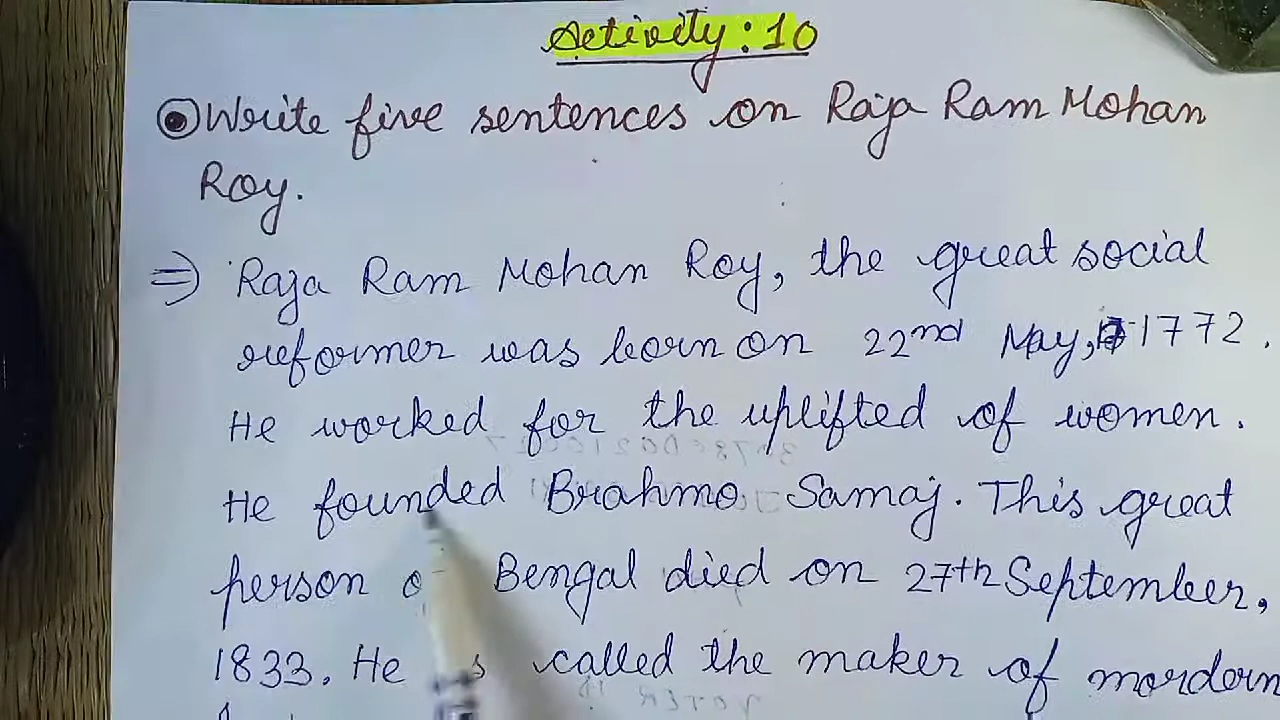 Activity: 10
Write five sentences on Raja Ram Mohan
Roy.
⇒ Raja Ram Mohan Roy, the great social
reformer was born on 22nd May, 1772.
He worked for the uplifted of women.
He founded Brahmo Samaj. This great
person Bengal died on 27th September,
1833. He called the maker of mordern